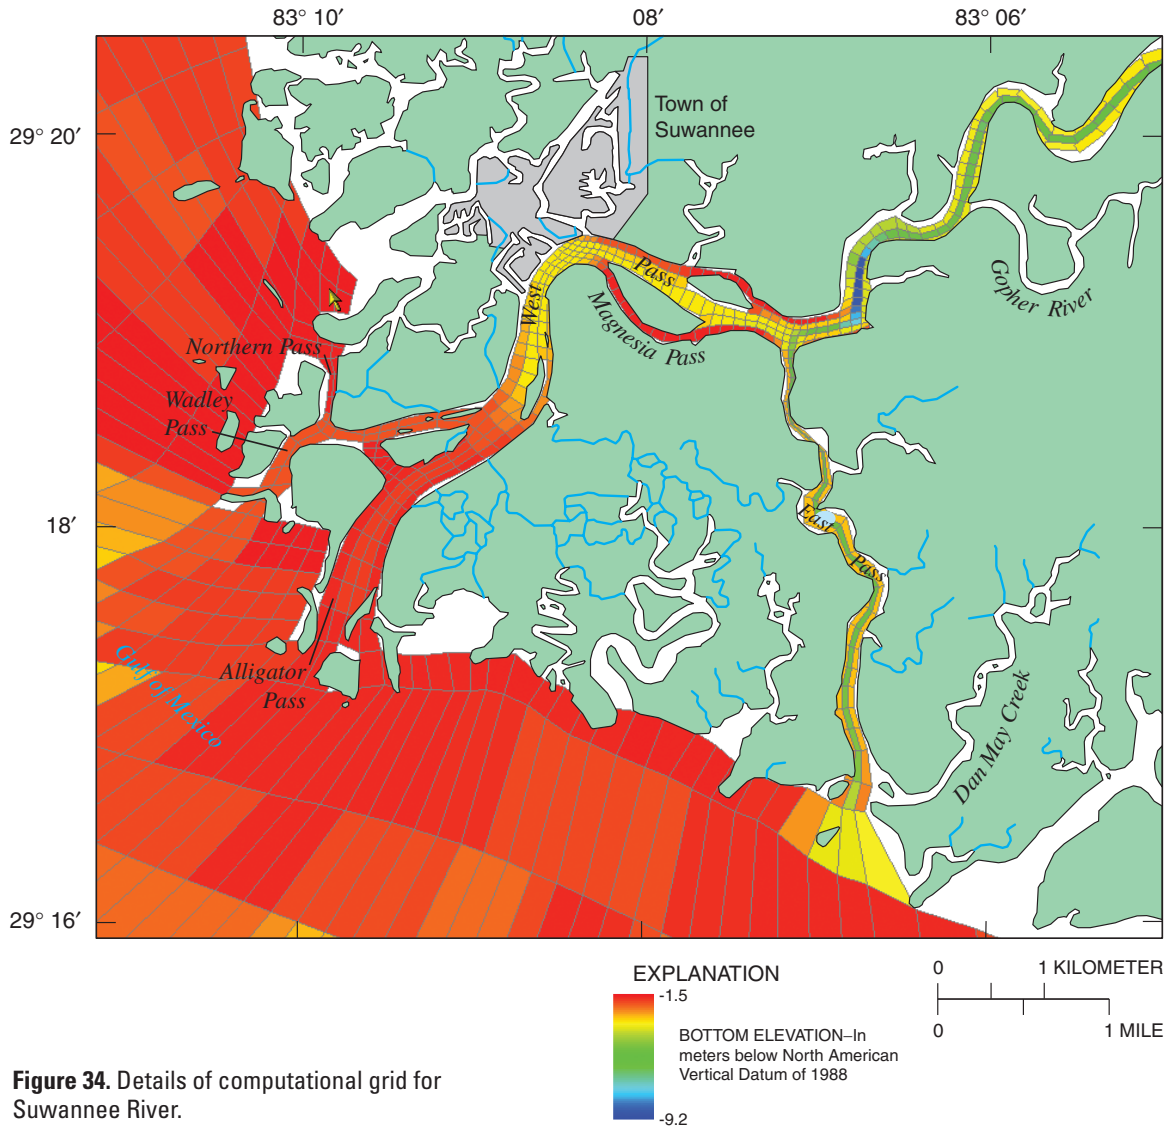 83° 10′
08′
83° 06′
29° 20′
Town of
Suwannee
Pass
West
Magnesia Pass
Gopher River
Northern Pass
Wadley
Pass
18′
East
Pass
Alligator
Pass
Gulf of Mexico
Dan May Creek
29° 16′
EXPLANATION
-1.5
BOTTOM ELEVATION–In
meters below North American
Vertical Datum of 1988
-9.2
0
1 KILOMETER
0
1 MILE
Figure 34. Details of computational grid for
Suwannee River.